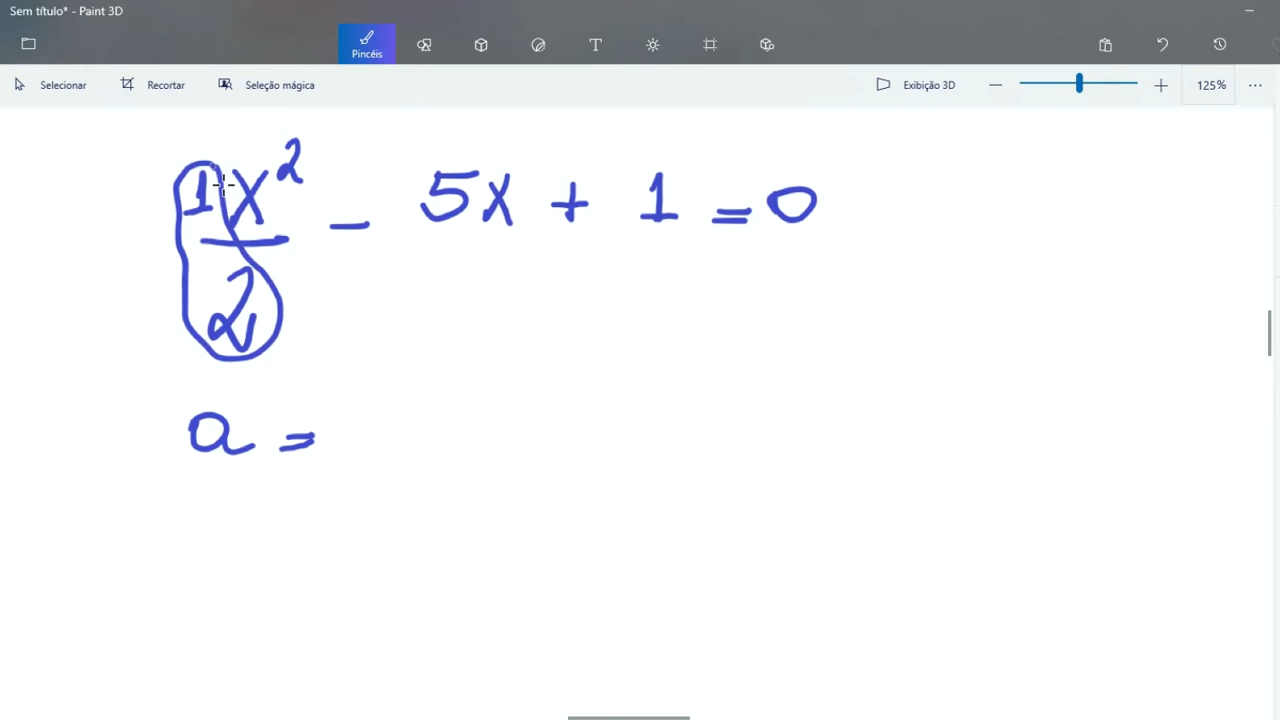 Sem título* - Paint 3D
Pincéis
Selecionar Recortar Seleção mágica Exibição 3D 125%
1x² - 5x + 1 = 0
2
a =